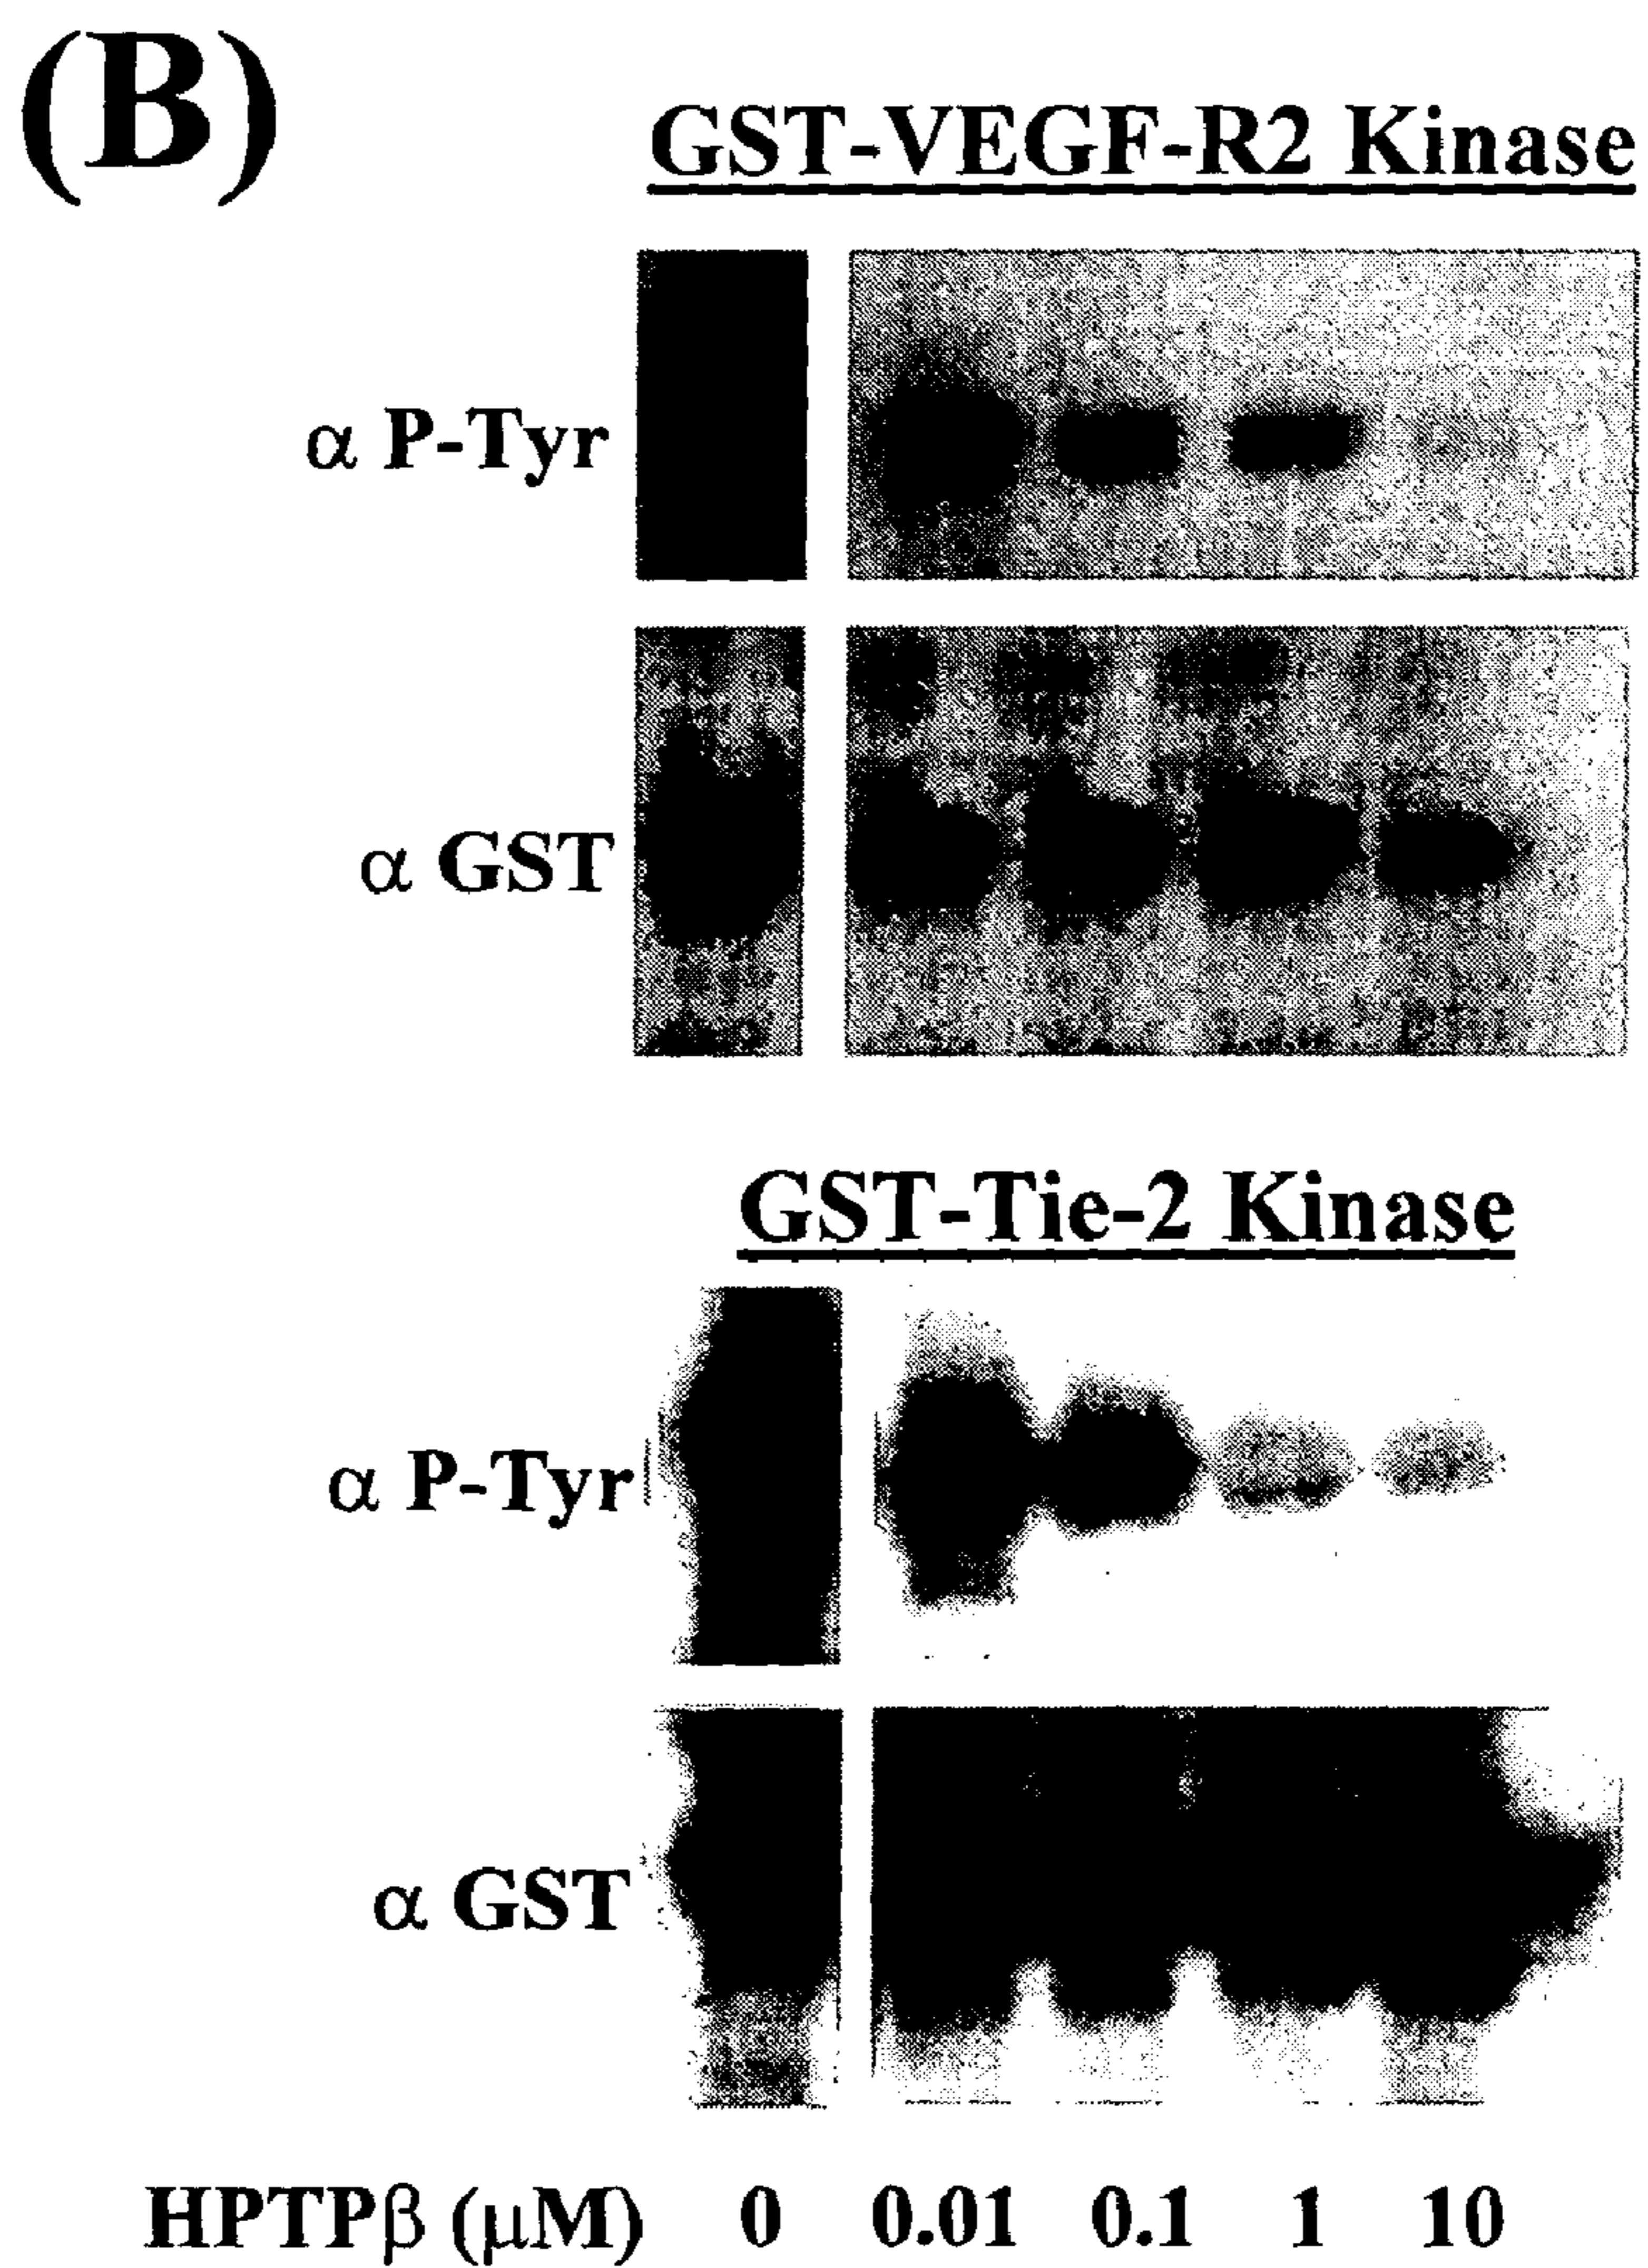 (B)
GST-VEGF-R2 Kinase
α P-Tyr
α GST
GST-Tie-2 Kinase
α P-Tyr
α GST
HPTPβ (μM) 0 0.01 0.1 1 10